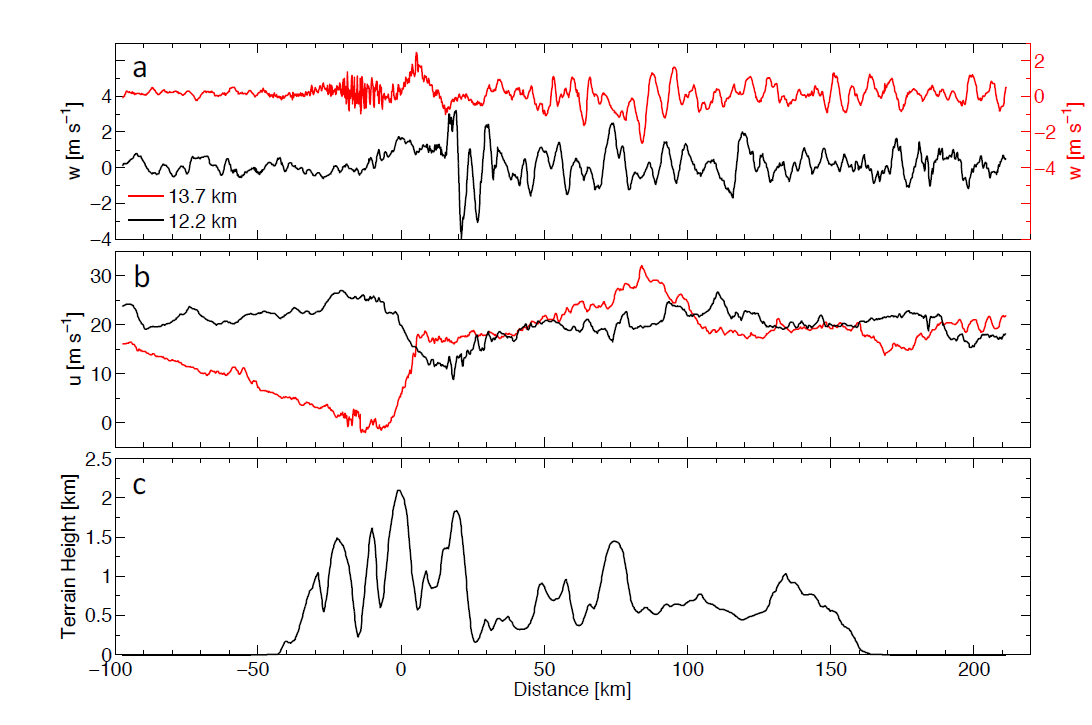 a
w [m s−1]
4
2
0
−2
−4
2
0
−2
−4
w [m s−1]
13.7 km
12.2 km
b
u [m s−1]
30
20
10
0
c
Terrain Height [km]
2.5
2
1.5
1
0.5
0
−100 −50 0 50 100 150 200
Distance [km]